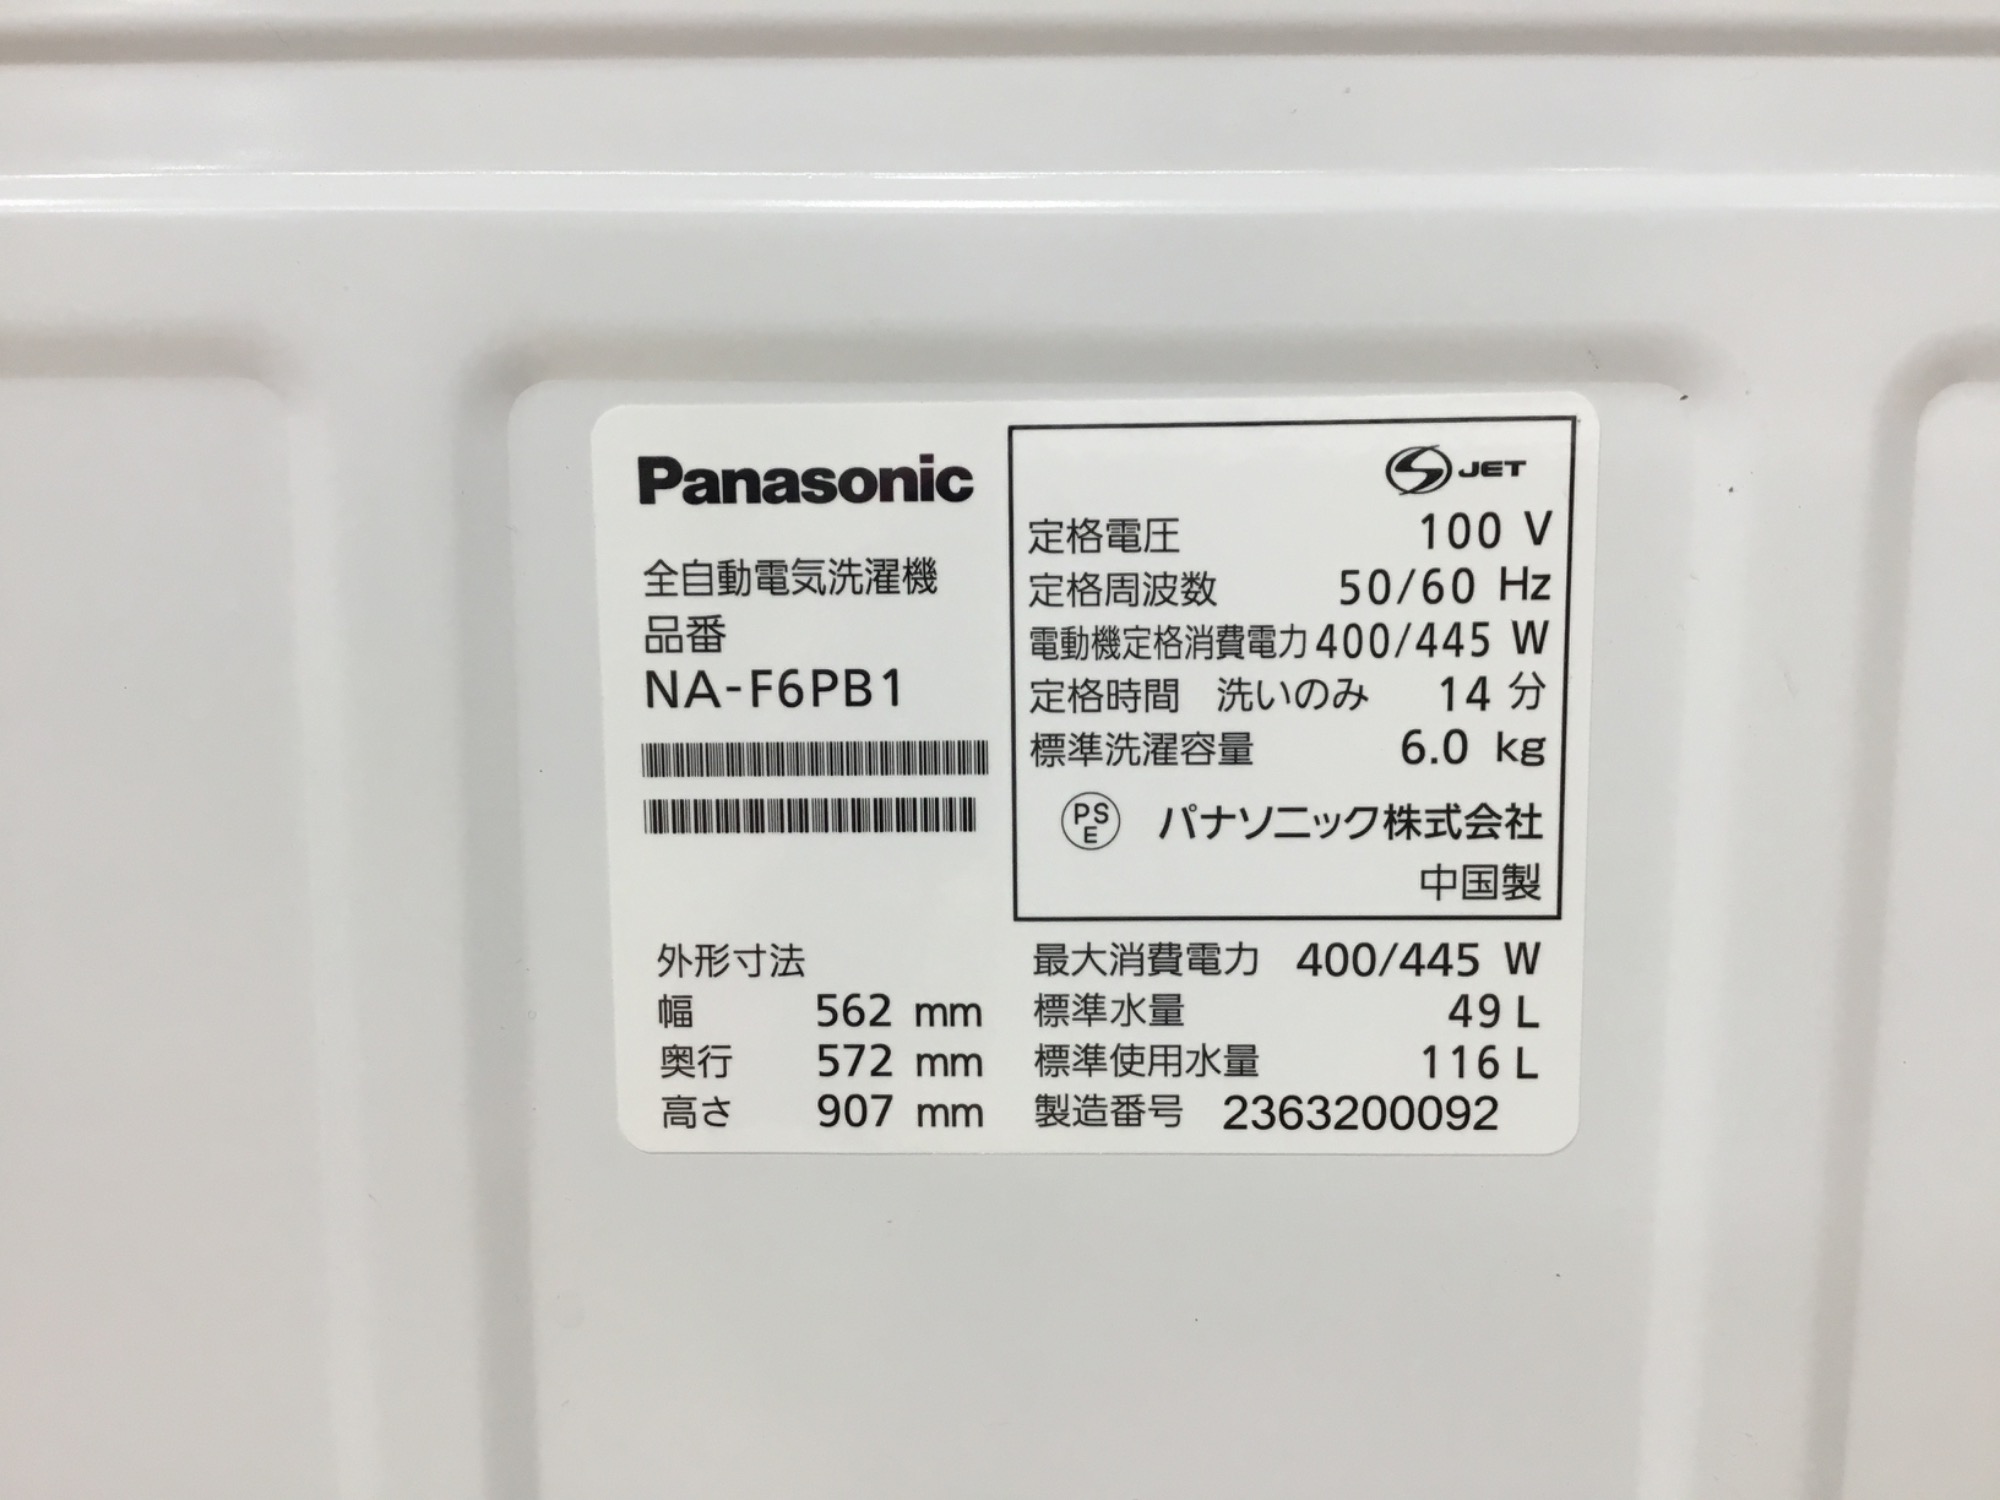 Panasonic
全自動電気洗濯機
品番
NA-F6PB1
JET
定格電圧 100 V
定格周波数 50/60 Hz
電動機定格消費電力 400/445 W
定格時間 洗いのみ 14 分
標準洗濯容量 6.0 kg
PS
E
パナソニック株式会社
中国製
外形寸法
幅 562 mm
奥行 572 mm
高さ 907 mm
最大消費電力 400/445 W
標準水量 49 L
標準使用水量 116 L
製造番号 2363200092